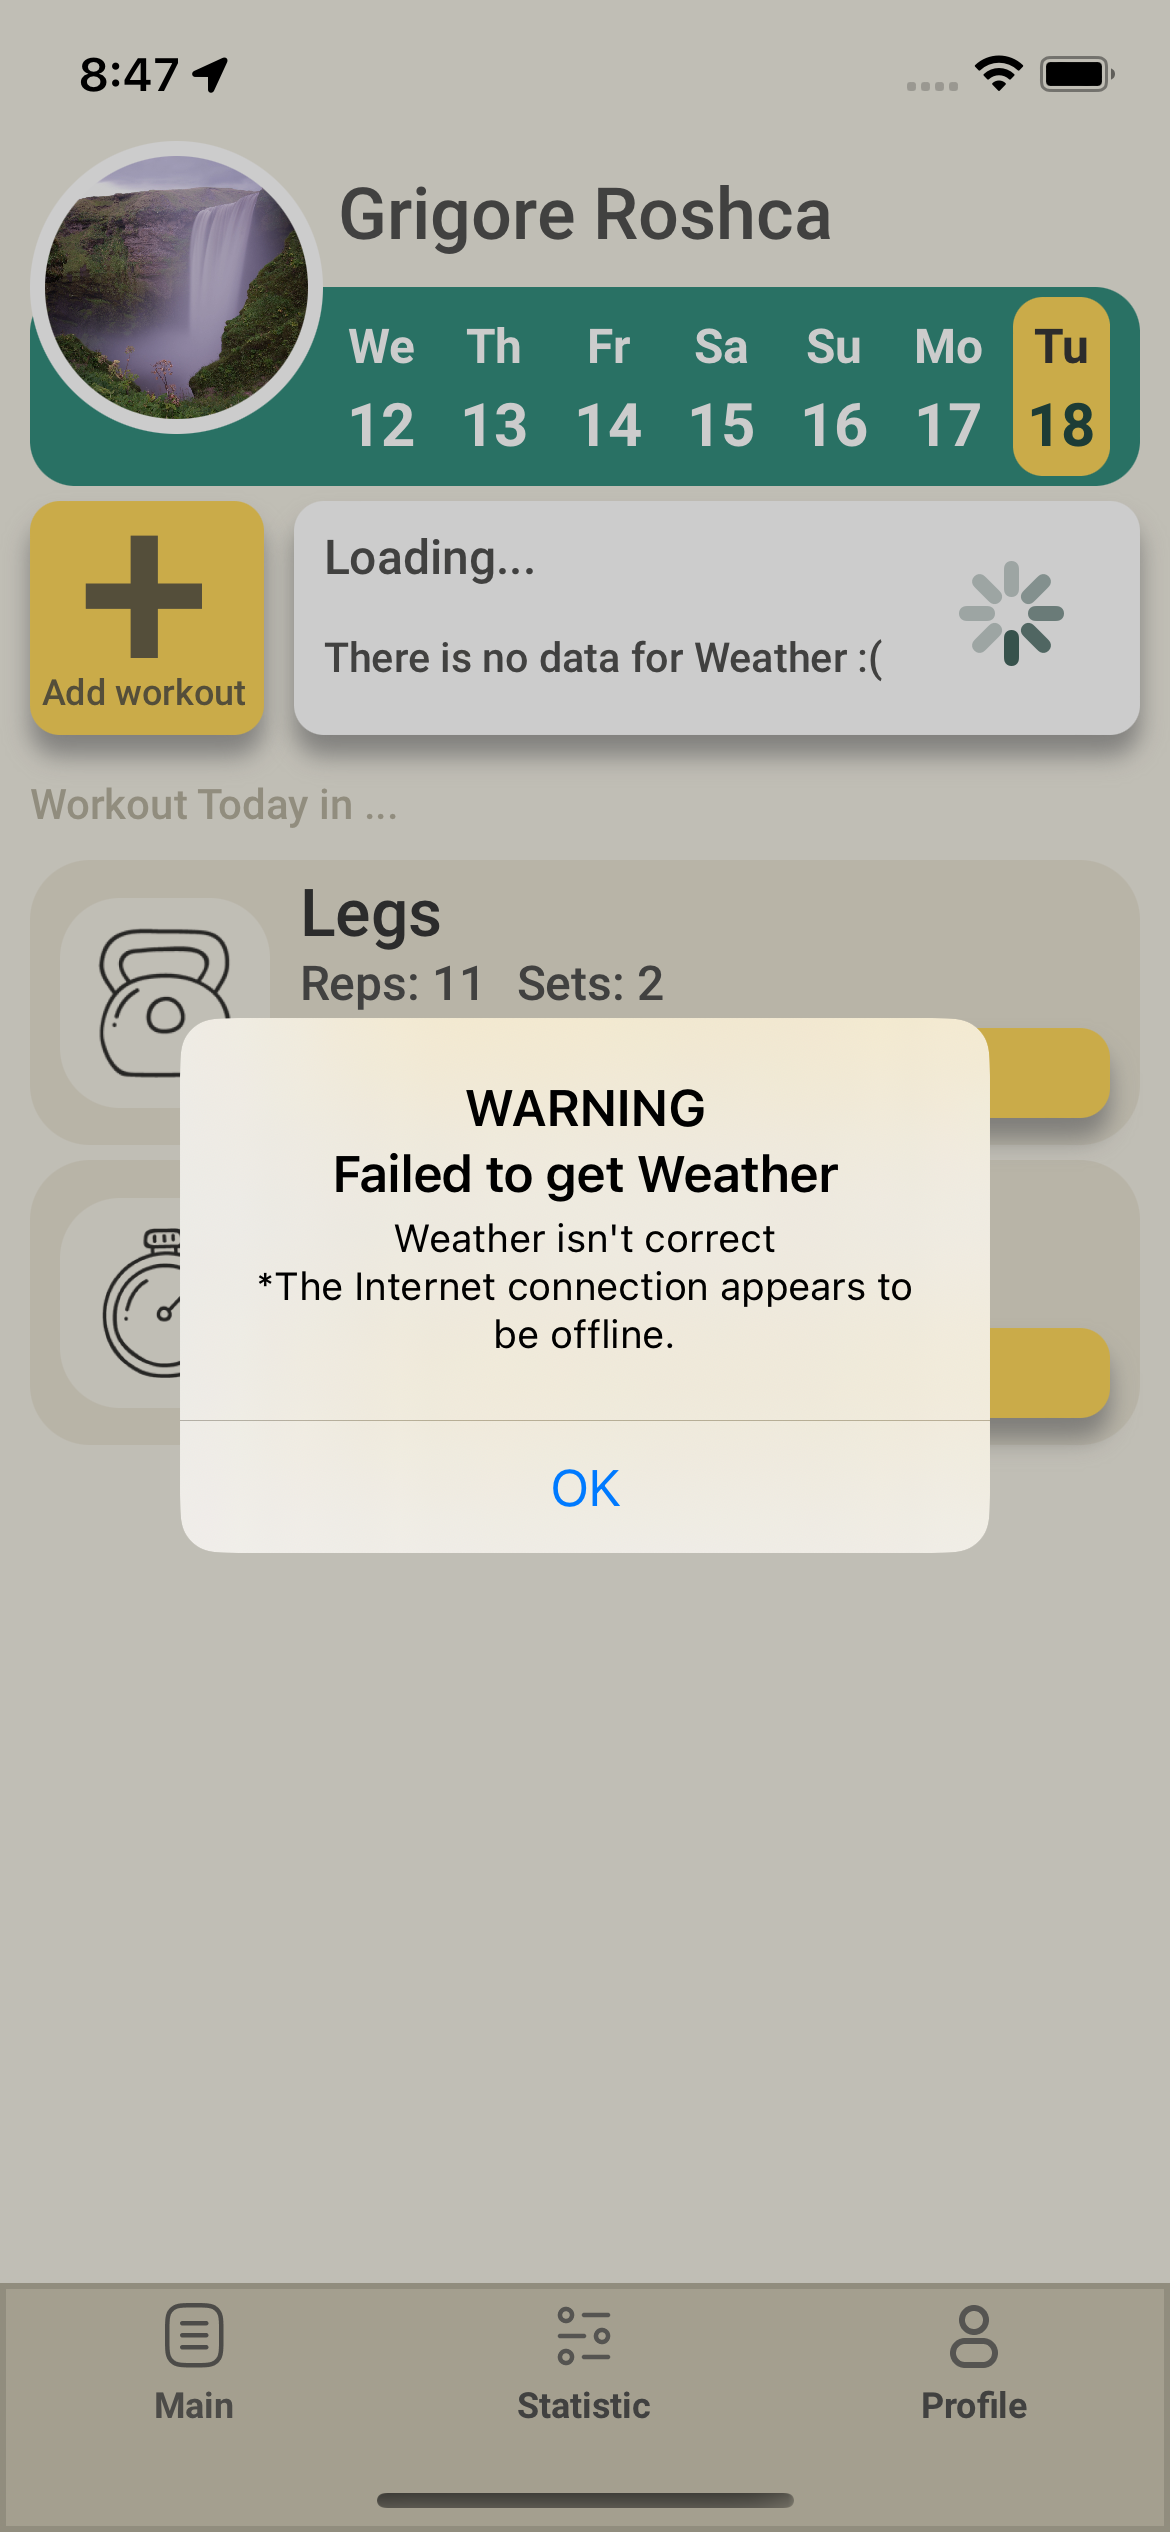 8:47
Grigore Roshca
We Th Fr Sa Su Mo Tu
12 13 14 15 16 17 18
Add workout
Loading...
There is no data for Weather :(
Workout Today in ...
Legs
Reps: 11 Sets: 2
WARNING
Failed to get Weather
Weather isn't correct
*The Internet connection appears to
be offline.
OK
Main Statistic Profile